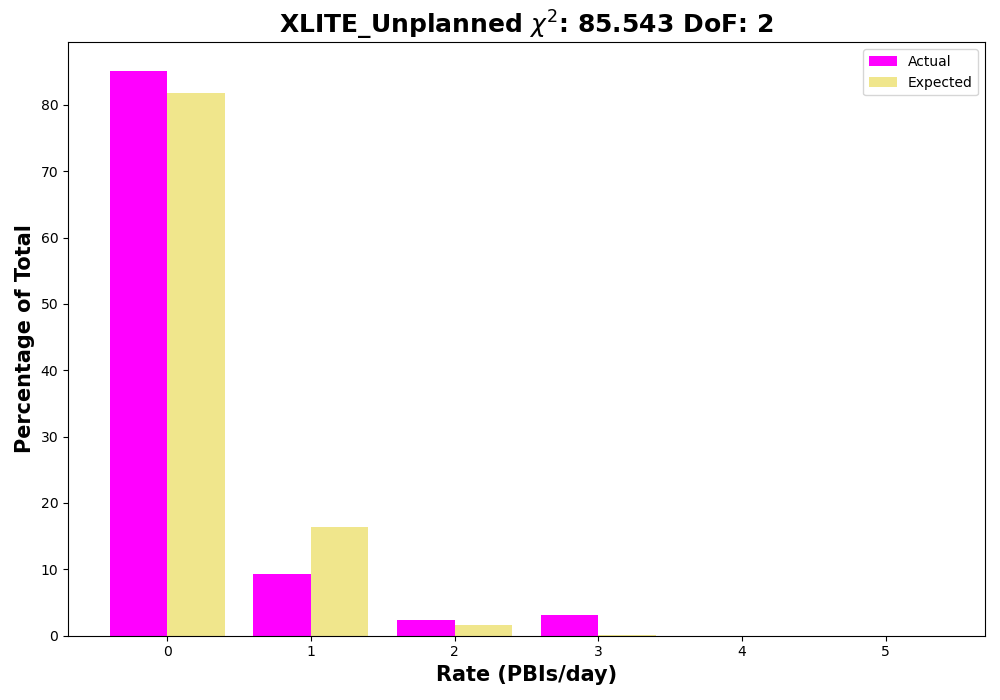 XLITE_Unplanned χ²: 85.543 DoF: 2
Actual
Expected
Percentage of Total
80
70
60
50
40
30
20
10
0
0 1 2 3 4 5
Rate (PBIs/day)